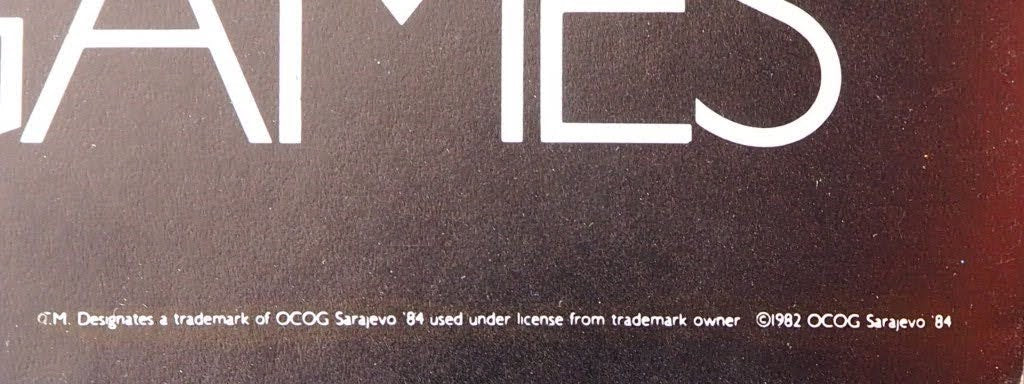 GAMES
T.M. Designates a trademark of OCOG Sarajevo '84 used under license from trademark owner ©1982 OCOG Sarajevo '84